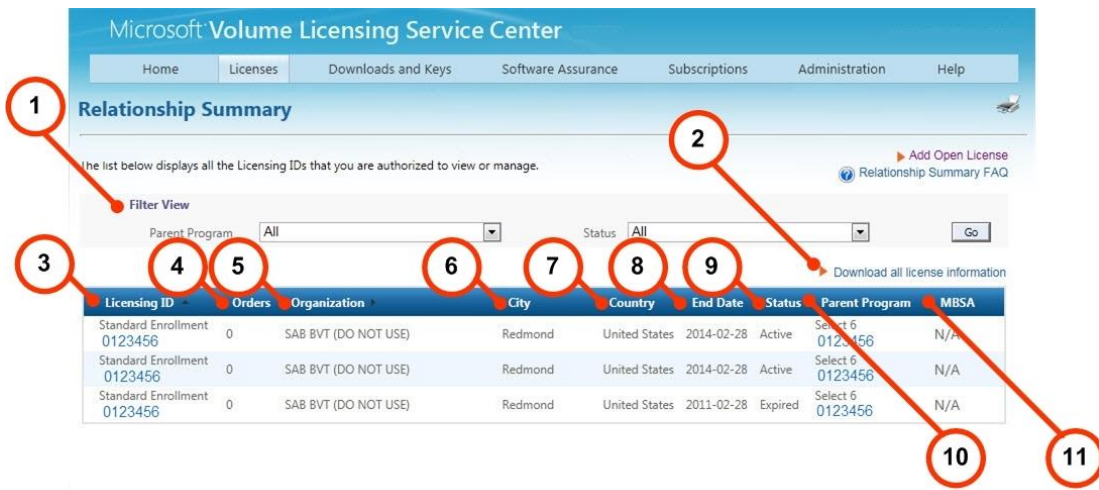 Microsoft Volume Licensing Service Center
Home Licenses Downloads and Keys Software Assurance Subscriptions Administration Help
1
Relationship Summary
2
The list below displays all the Licensing IDs that you are authorized to view or manage.
Add Open License
Relationship Summary FAQ
Filter View
Parent Program All Status All Go
3 4 5 6 7 8 9
Download all license information
Licensing ID Orders Organization City Country End Date Status Parent Program MBSA
Standard Enrollment Select 6
0123456 0 SAB BVT (DO NOT USE) Redmond United States 2014-02-28 Active 0123456 N/A
Standard Enrollment Select 6
0123456 0 SAB BVT (DO NOT USE) Redmond United States 2014-02-28 Active 0123456 N/A
Standard Enrollment Select 6
0123456 0 SAB BVT (DO NOT USE) Redmond United States 2011-02-28 Expired 0123456 N/A
10 11